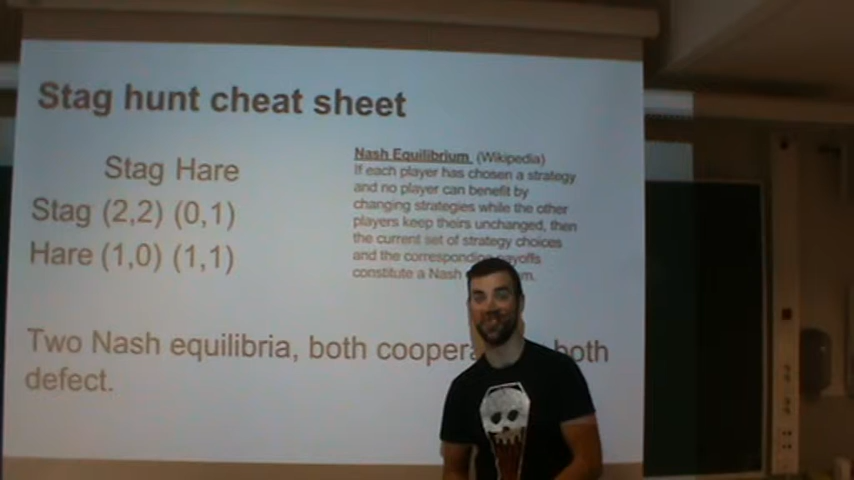 Stag hunt cheat sheet
Stag Hare
Stag (2,2) (0,1)
Hare (1,0) (1,1)
Nash Equilibrium (Wikipedia)
If each player has chosen a strategy
and no player can benefit by
changing strategies while the other
players keep theirs unchanged, then
the current set of strategy choices
and the corresponding payoffs
constitute a Nash
Two Nash equilibria, both both
defect.